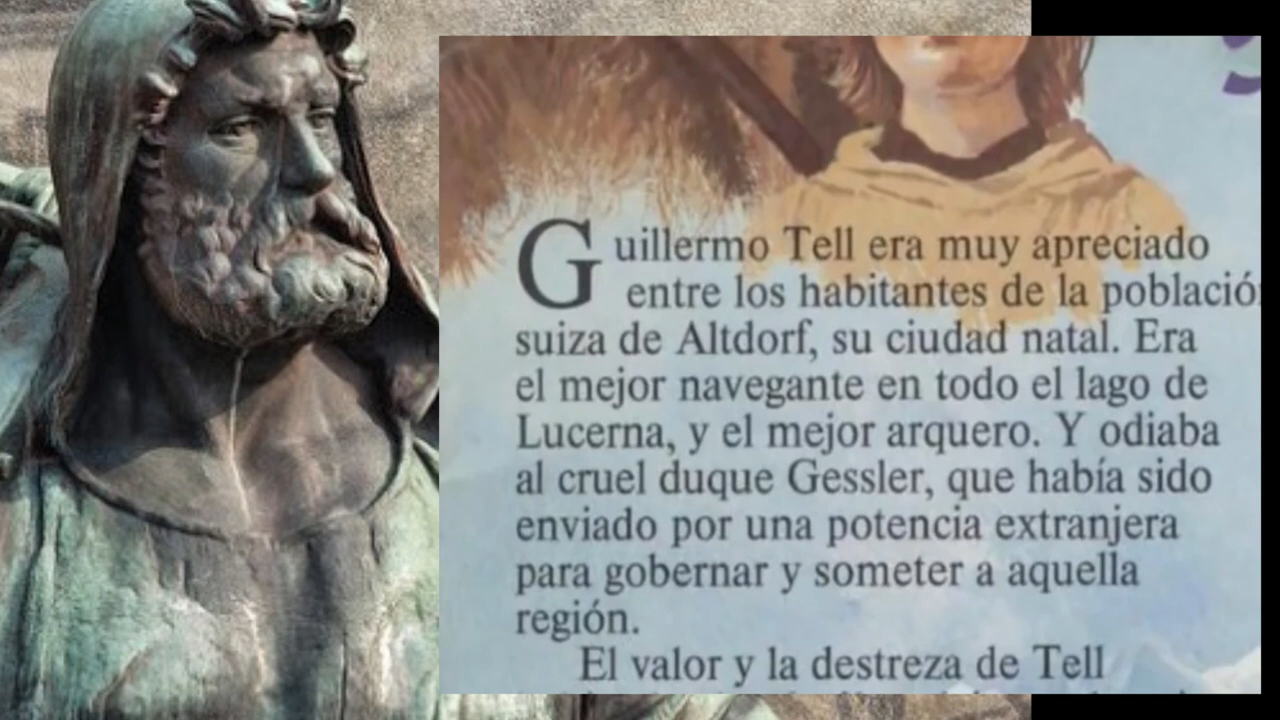 Guillermo Tell era muy apreciado
entre los habitantes de la població
suiza de Altdorf, su ciudad natal. Era
el mejor navegante en todo el lago de
Lucerna, y el mejor arquero. Y odiaba
al cruel duque Gessler, que había sido
enviado por una potencia extranjera
para gobernar y someter a aquella
región.
El valor y la destreza de Tell